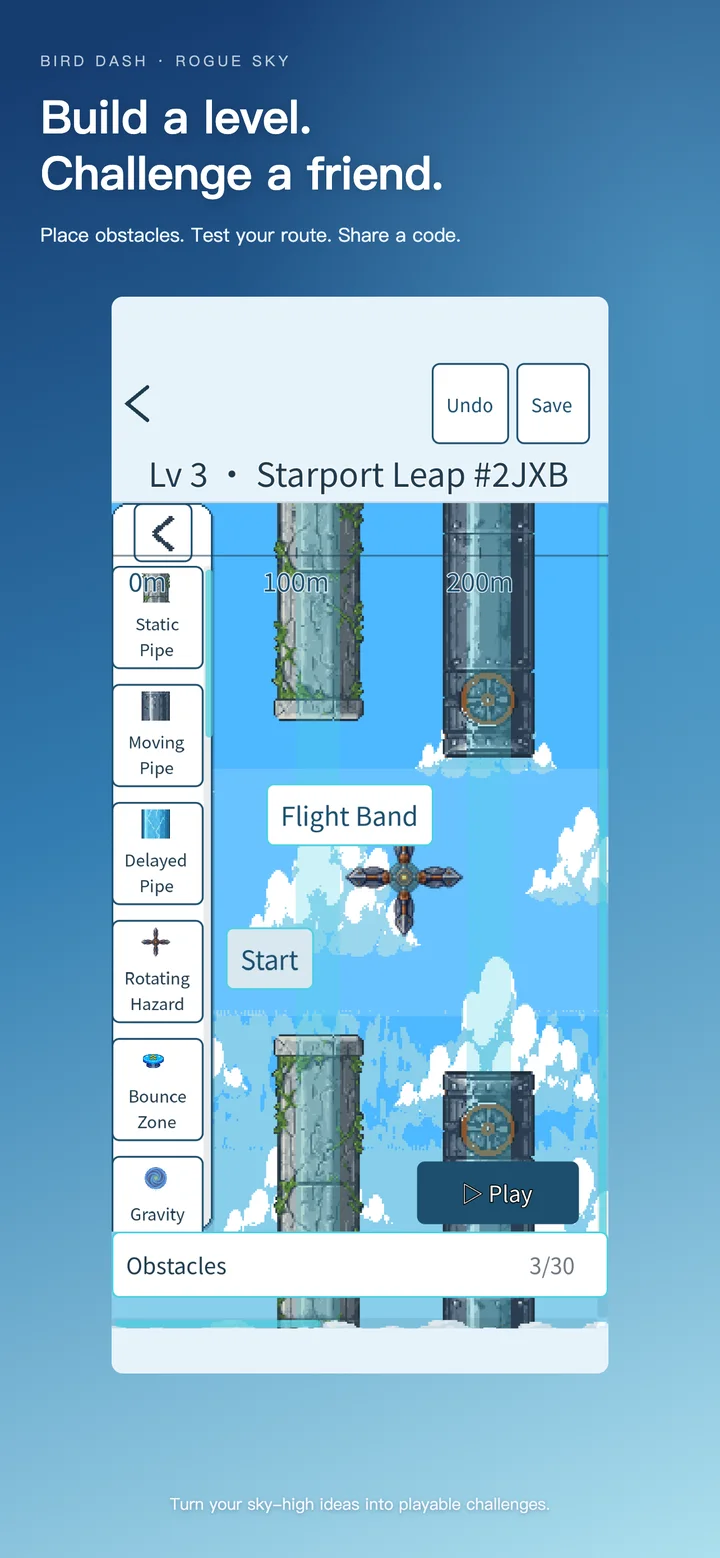 BIRD DASH · ROGUE SKY
Build a level.
Challenge a friend.
Place obstacles. Test your route. Share a code.
Undo
Save
Lv 3 • Starport Leap #2JXB
0m
100m
200m
Static
Pipe
Moving
Pipe
Delayed
Pipe
Rotating
Hazard
Bounce
Zone
Gravity
Flight Band
Start
▷ Play
Obstacles 3/30
Turn your sky-high ideas into playable challenges.